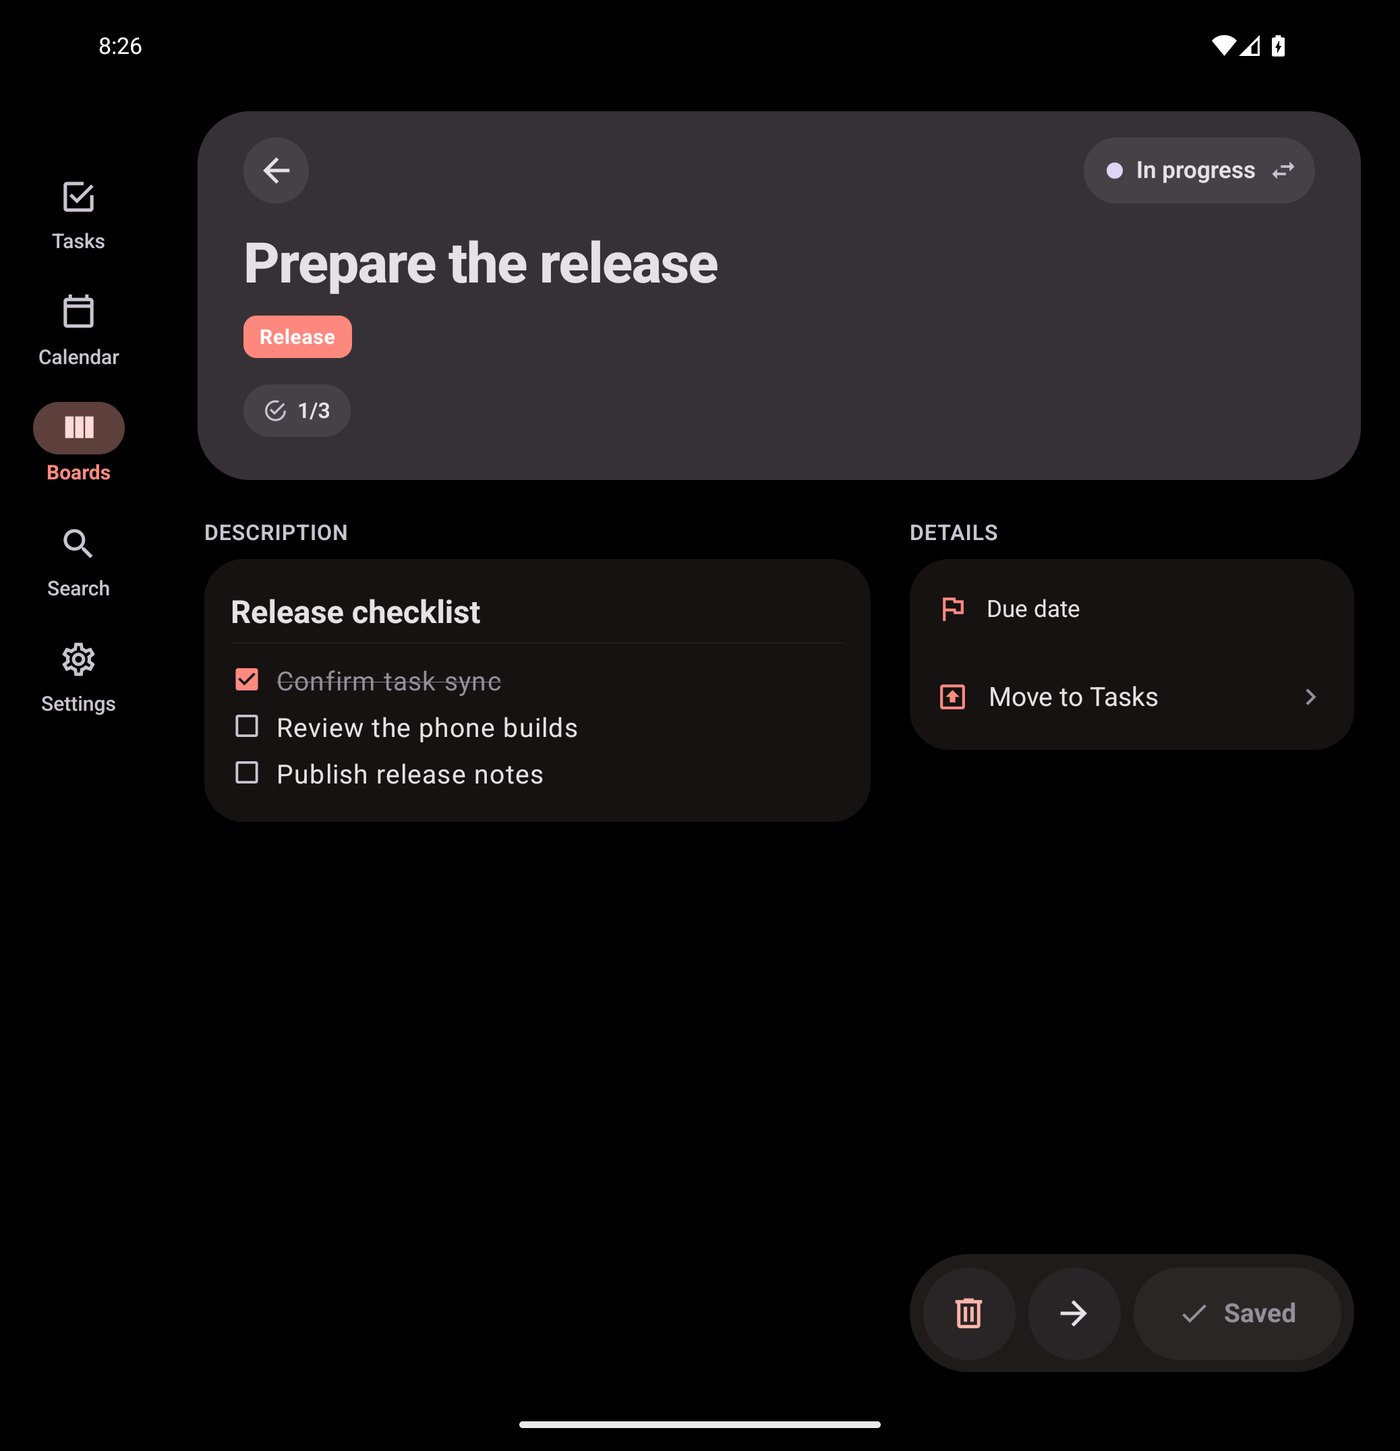 8:26
Tasks
Calendar
Boards
Search
Settings
In progress
Prepare the release
Release
1/3
DESCRIPTION
Release checklist
Confirm task sync
Review the phone builds
Publish release notes
DETAILS
Due date
Move to Tasks
Saved